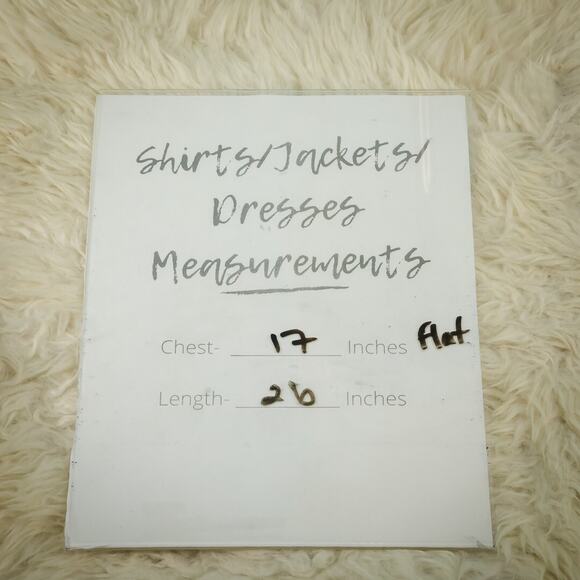 Shirts/Jackets/
Dresses
Measurements
Chest- 17 Inches Flat
Length- 26 Inches